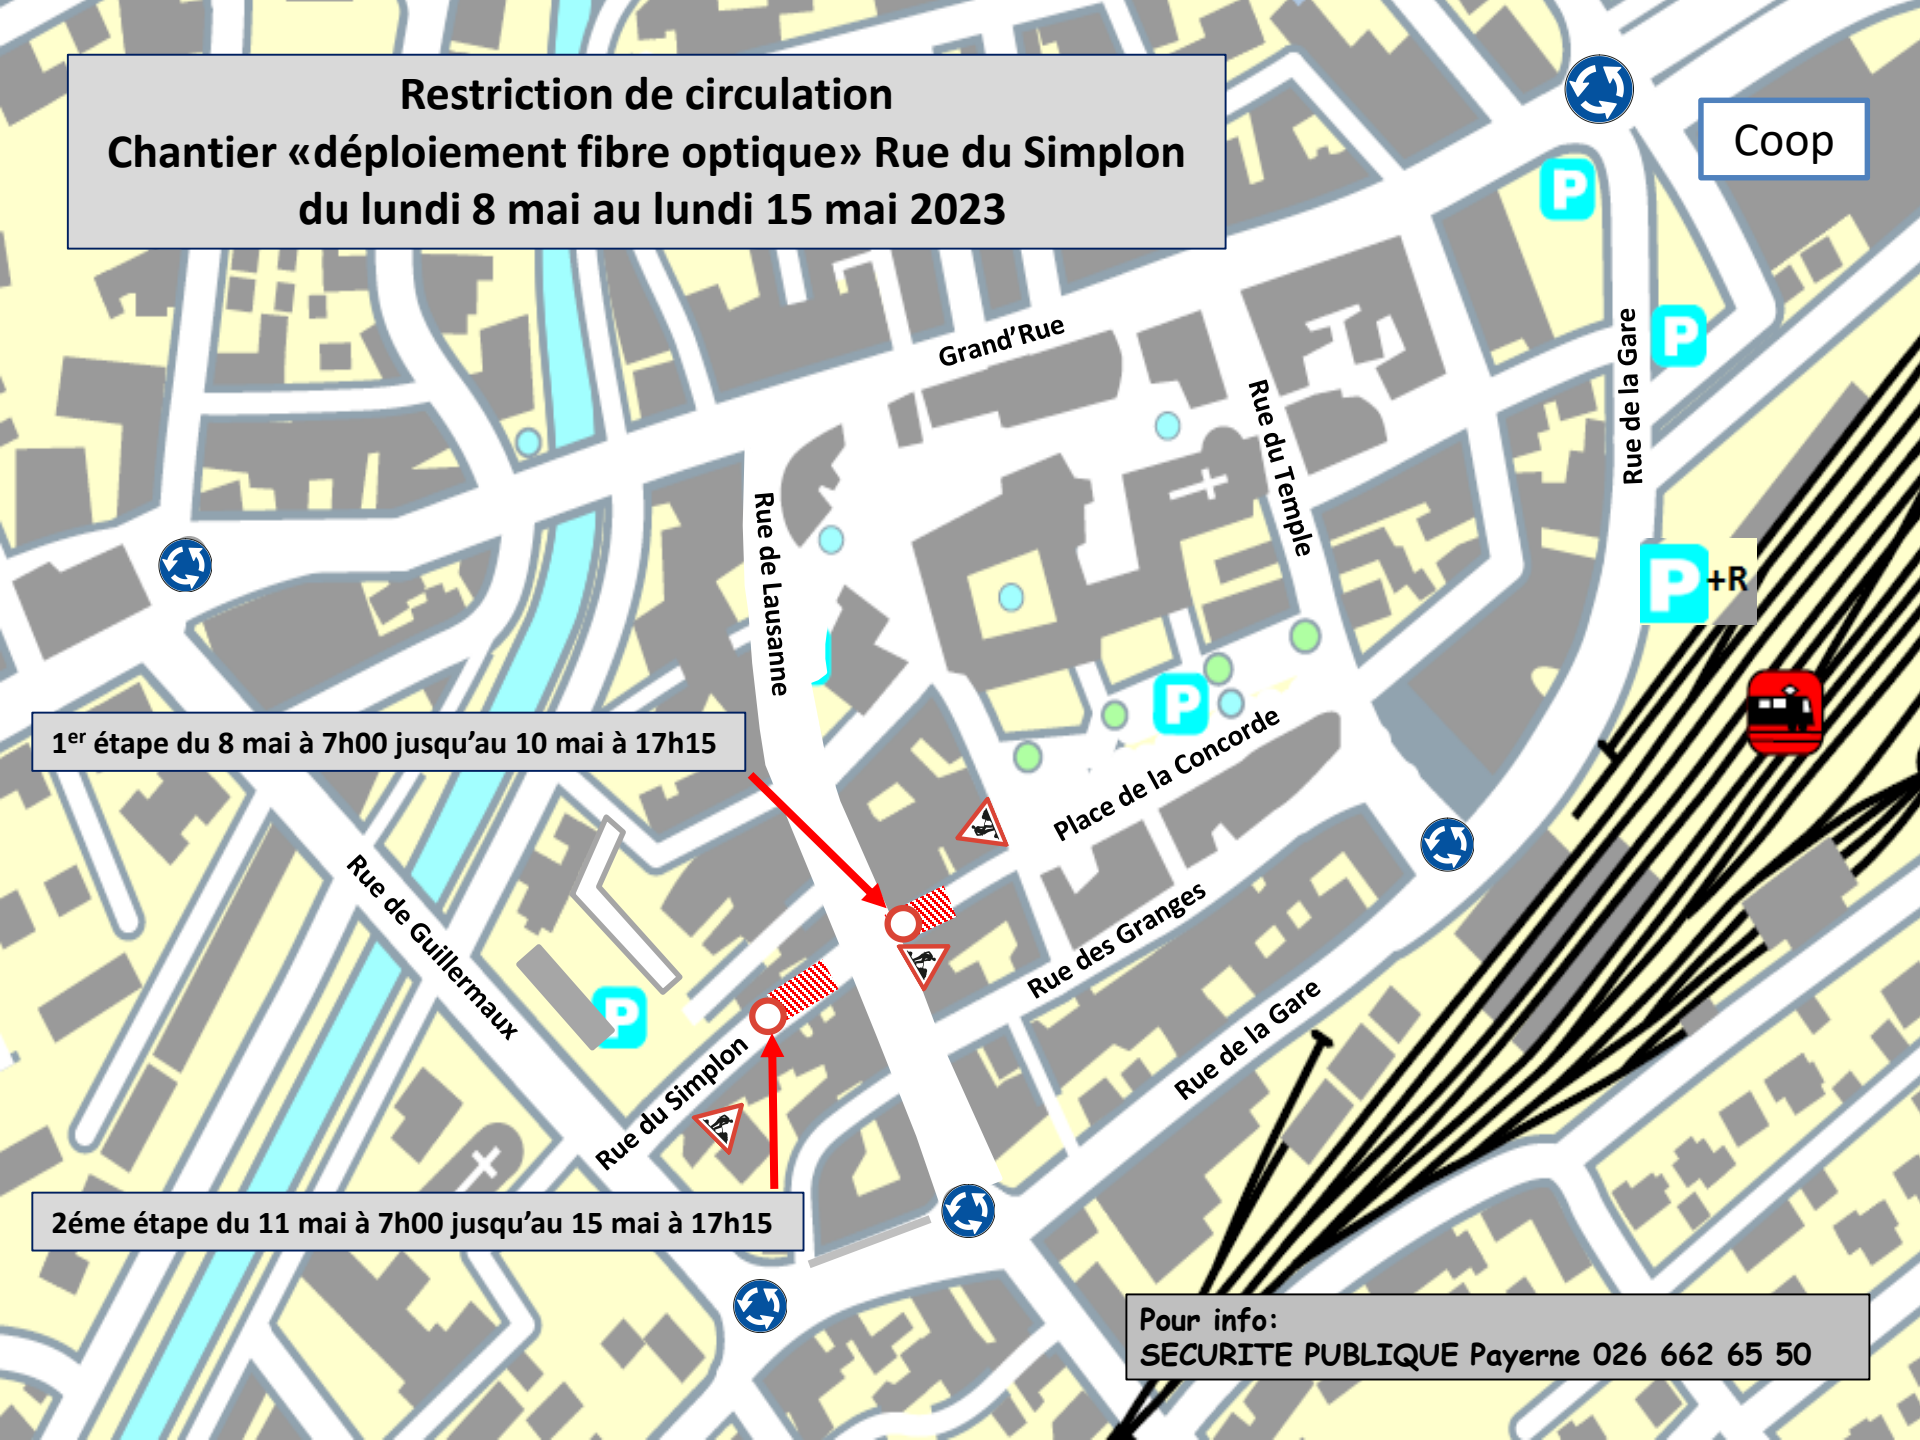 Restriction de circulation
Chantier «déploiement fibre optique» Rue du Simplon
du lundi 8 mai au lundi 15 mai 2023
Coop
P
P
Grand'Rue
Rue de la Gare
Rue du Temple
Rue de Lausanne
P+R
P
Place de la Concorde
1er étape du 8 mai à 7h00 jusqu'au 10 mai à 17h15
Rue de Guillermaux
Rue des Granges
P
Rue du Simplon
Rue de la Gare
2éme étape du 11 mai à 7h00 jusqu'au 15 mai à 17h15
Pour info:
SECURITE PUBLIQUE Payerne 026 662 65 50